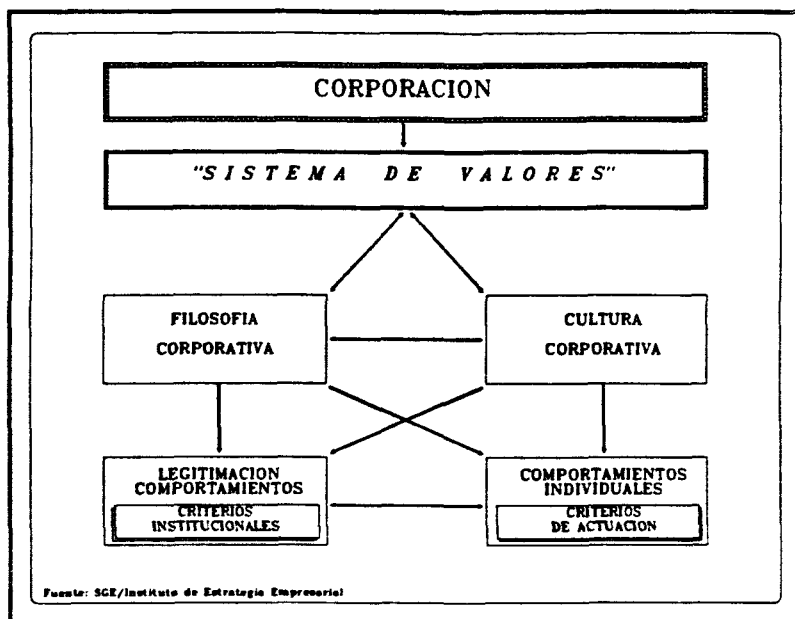 CORPORACION
"SISTEMA DE VALORES"
FILOSOFIA
CORPORATIVA
CULTURA
CORPORATIVA
LEGITIMACION
COMPORTAMIENTOS
CRITERIOS
INSTITUCIONALES
COMPORTAMIENTOS
INDIVIDUALES
CRITERIOS
DE ACTUACION
Fuente: SGE/Instituto de Estrategia Empresarial